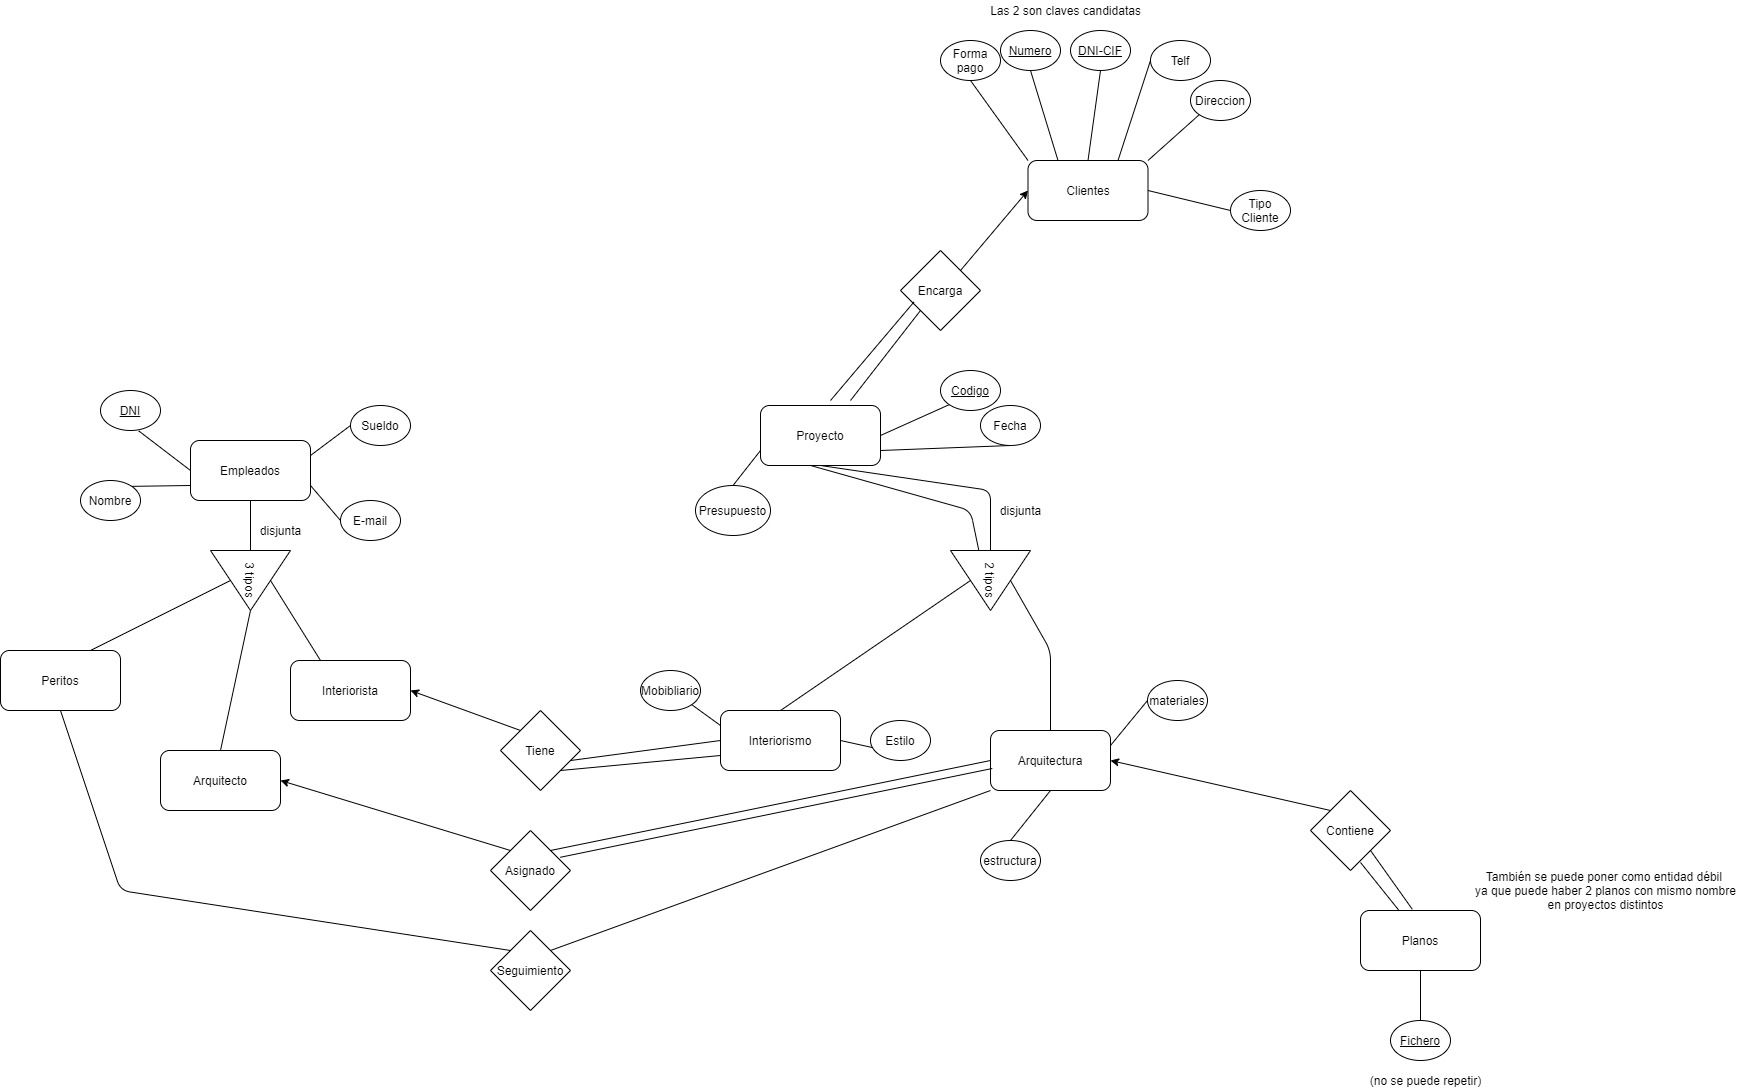 Las 2 son claves candidatas
Forma
pago
Numero
DNI-CIF
Telf
Direccion
Clientes
Tipo
Cliente
Encarga
Codigo
Fecha
Proyecto
Presupuesto
disjunta
2 tipos
DNI
Sueldo
Empleados
Nombre
E-mail
disjunta
3 tipos
Peritos
Interiorista
Arquitecto
Tiene
Mobibliario
Interiorismo
Estilo
materiales
Arquitectura
estructura
Asignado
Seguimiento
Contiene
También se puede poner como entidad débil
ya que puede haber 2 planos con mismo nombre
en proyectos distintos
Planos
Fichero
(no se puede repetir)